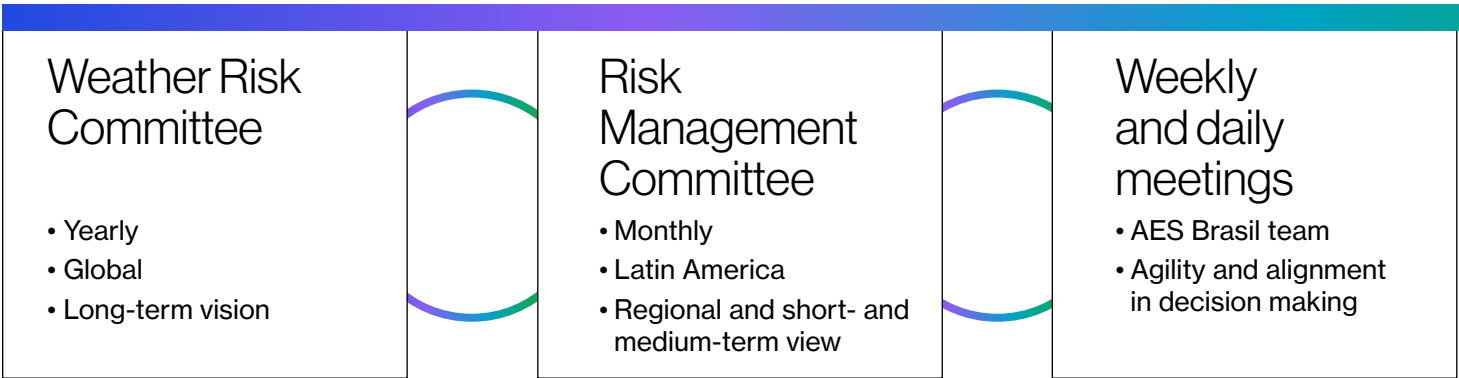 Weather Risk
Committee
• Yearly
• Global
• Long-term vision
Risk
Management
Committee
• Monthly
• Latin America
• Regional and short- and
medium-term view
Weekly
and daily
meetings
• AES Brasil team
• Agility and alignment
in decision making